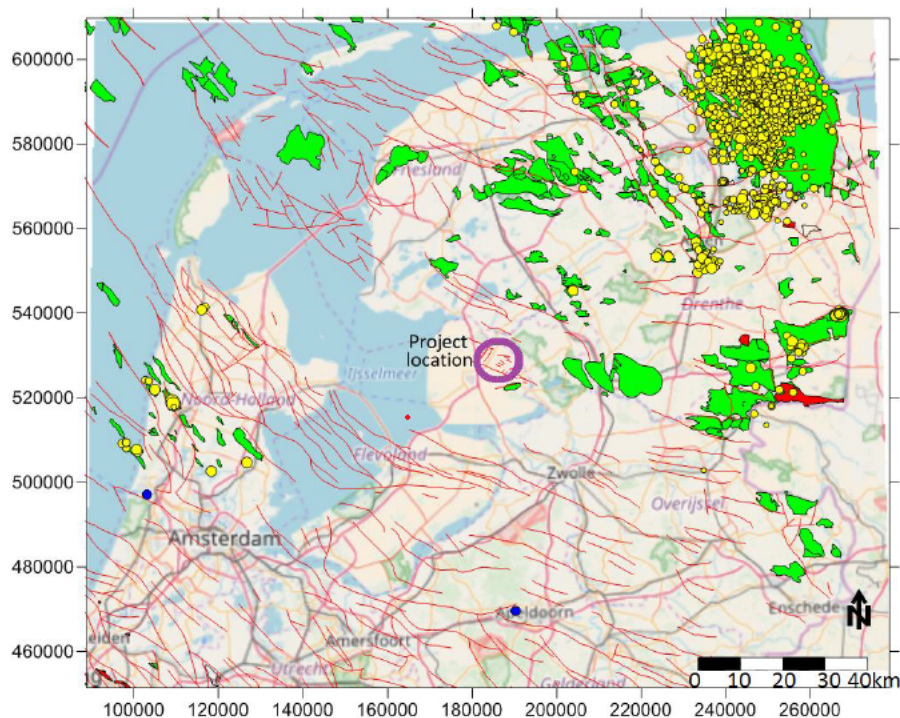 600000
580000
560000
540000
520000
500000
480000
460000
100000
120000
140000
160000
180000
200000
220000
240000
260000
Friesland
Drenthe
Project
location
IJsselmeer
Noord-Holland
Flevoland
Zwolle
Overijssel
Amsterdam
Apeldoorn
Enschede
eiden
Amersfoort
Utrecht
Gelderland
N
0 10 20 30 40km